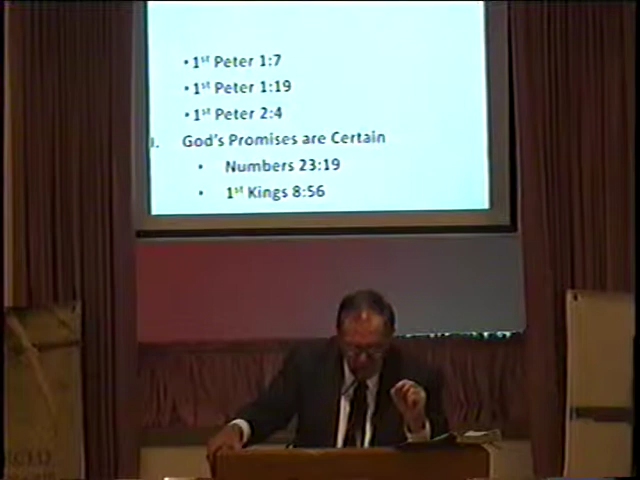 • 1st Peter 1:7
• 1st Peter 1:19
• 1st Peter 2:4
I. God's Promises are Certain
• Numbers 23:19
• 1st Kings 8:56